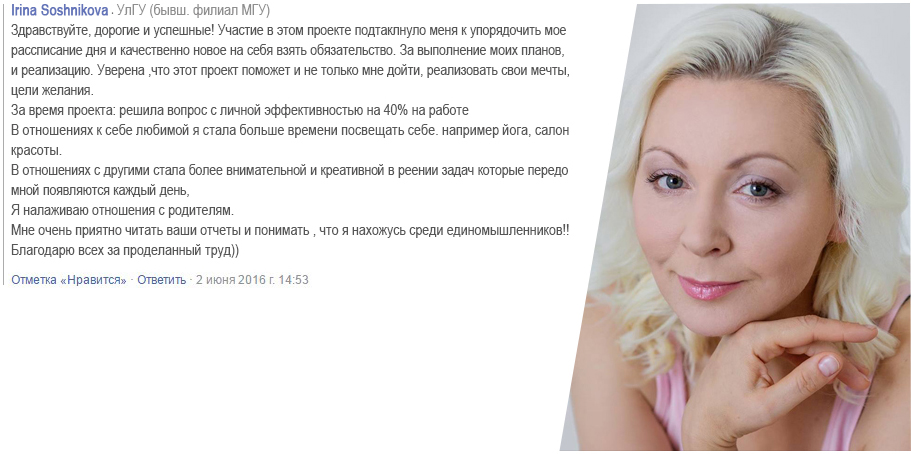 Irina Soshnikova · УлГУ (бывш. филиал МГУ)
Здравствуйте, дорогие и успешные! Участие в этом проекте подтаклнуло меня к упорядочить мое
рассписание дня и качественно новое на себя взять обязательство. За выполнение моих планов,
и реализацию. Уверена ,что этот проект поможет и не только мне дойти, реализовать свои мечты,
цели желания.
За время проекта: решила вопрос с личной эффективностью на 40% на работе
В отношениях к себе любимой я стала больше времени посвещать себе. например йога, салон
красоты.
В отношениях с другими стала более внимательной и креативной в реении задач которые передо
мной появляются каждый день,
Я налаживаю отношения с родителям.
Мне очень приятно читать ваши отчеты и понимать , что я нахожусь среди единомышленников!!
Благодарю всех за проделанный труд))
Отметка «Нравится» · Ответить · 2 июня 2016 г. 14:53